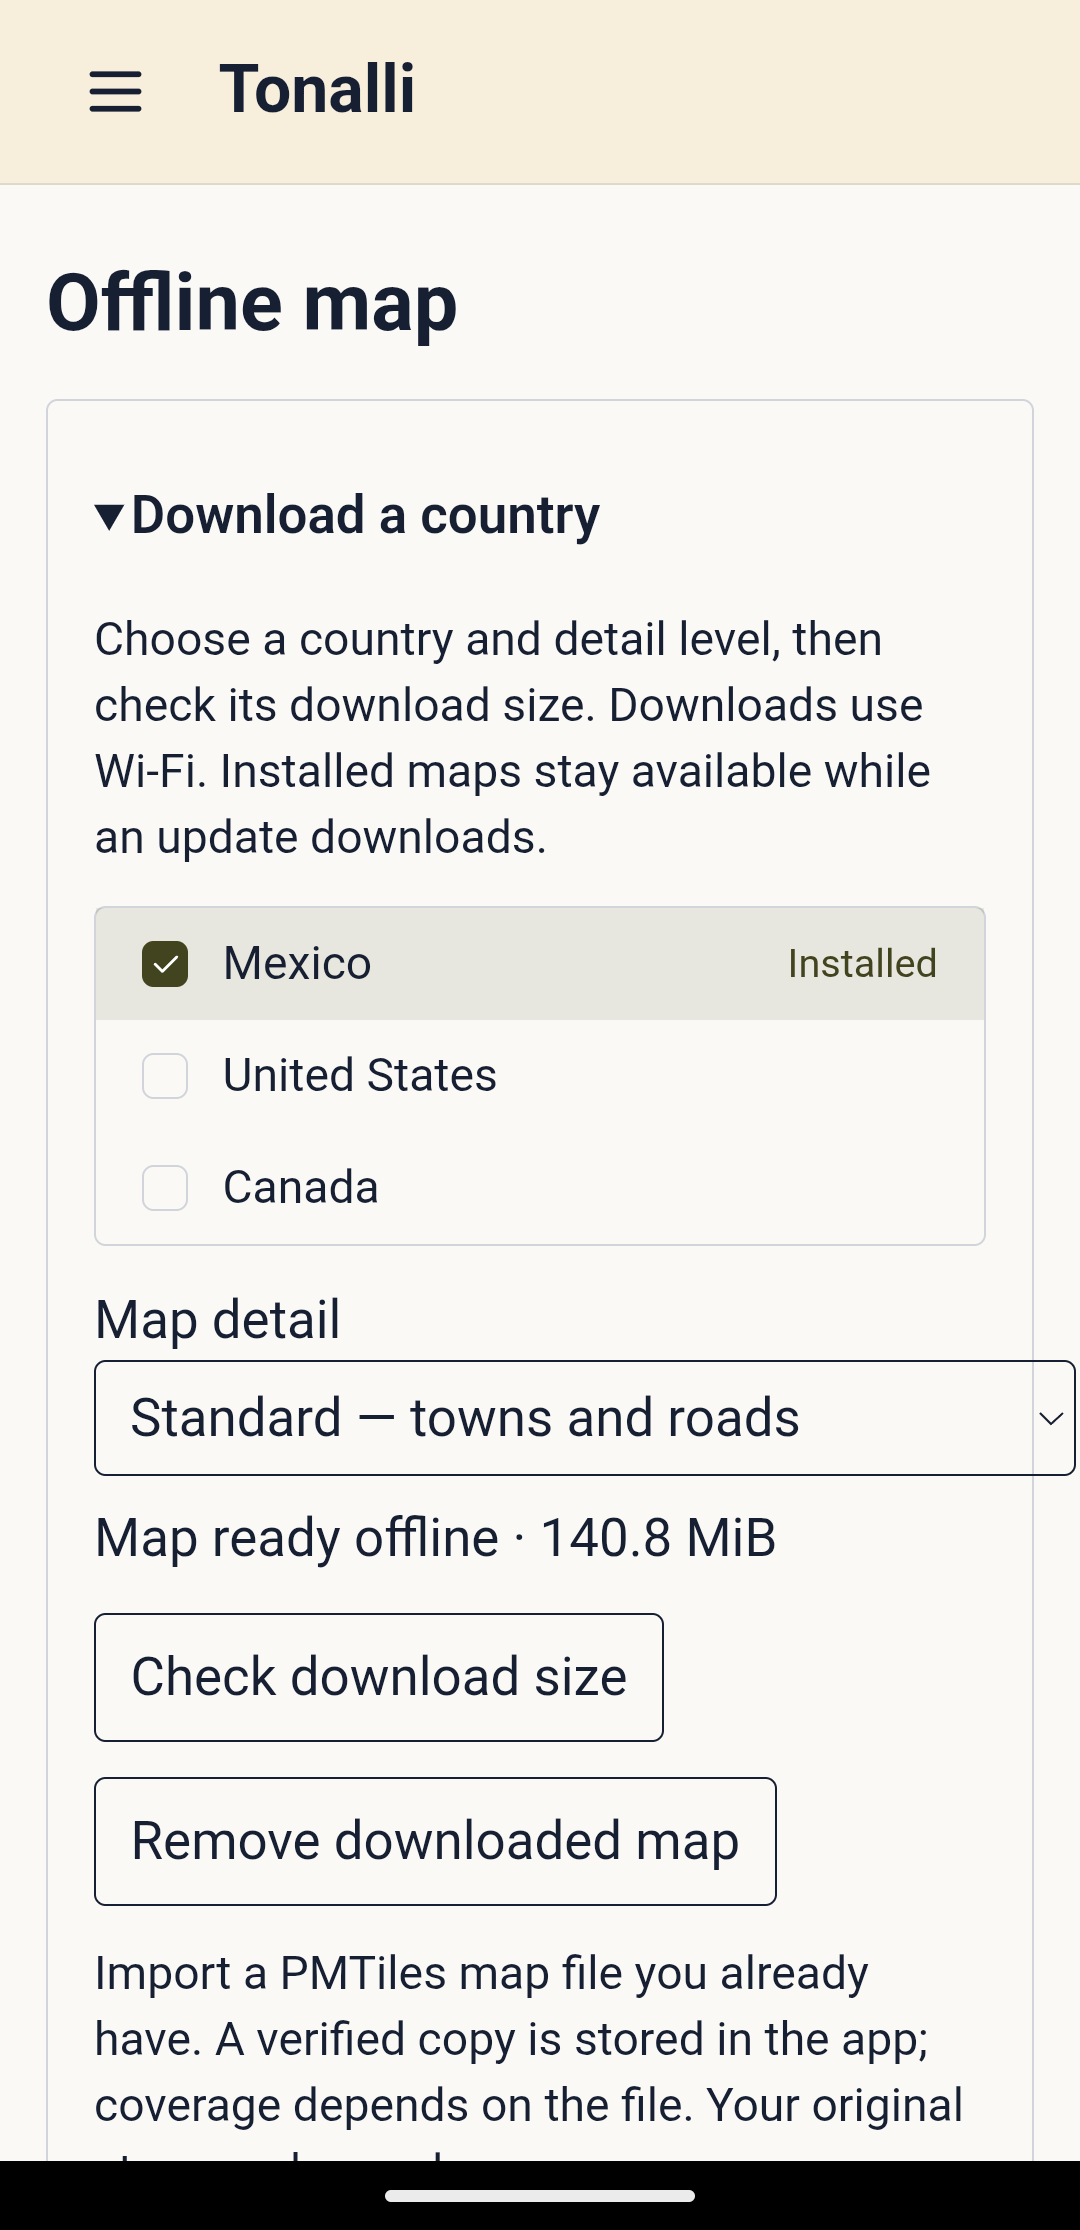 Tonalli
Offline map
Download a country
Choose a country and detail level, then
check its download size. Downloads use
Wi-Fi. Installed maps stay available while
an update downloads.
Mexico Installed
United States
Canada
Map detail
Standard — towns and roads
Map ready offline · 140.8 MiB
Check download size
Remove downloaded map
Import a PMTiles map file you already
have. A verified copy is stored in the app;
coverage depends on the file. Your original